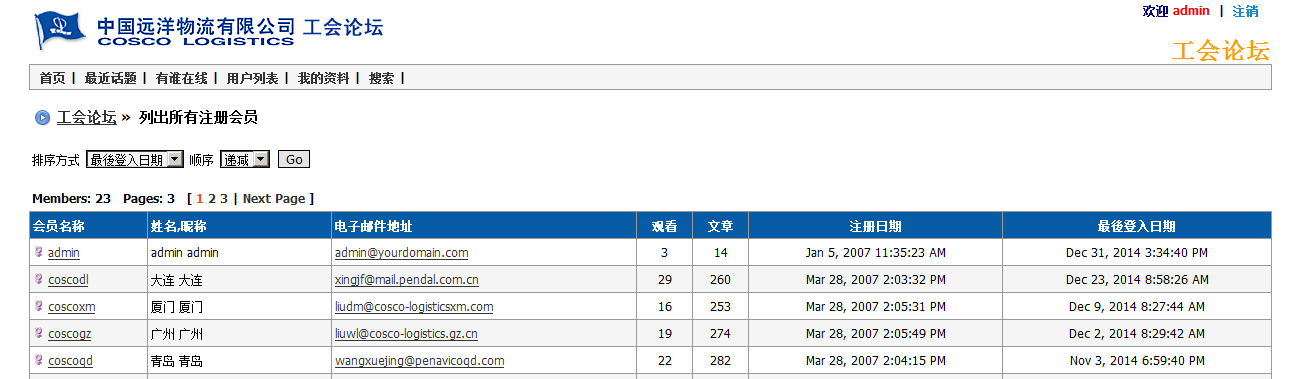 欢迎 admin | 注销
中国远洋物流有限公司 工会论坛
COSCO LOGISTICS
工会论坛
首页 | 最近话题 | 有谁在线 | 用户列表 | 我的资料 | 搜索 |
工会论坛 » 列出所有注册会员
排序方式 最後登入日期 顺序 递减 Go
Members: 23 Pages: 3 [ 1 2 3 | Next Page ]
会员名称 姓名,昵称 电子邮件地址 观看 文章 注册日期 最後登入日期
admin admin admin admin@yourdomain.com 3 14 Jan 5, 2007 11:35:23 AM Dec 31, 2014 3:34:40 PM
coscodl 大连 大连 xingjf@mail.pendal.com.cn 29 260 Mar 28, 2007 2:03:32 PM Dec 23, 2014 8:58:26 AM
coscoxm 厦门 厦门 liudm@cosco-logisticsxm.com 16 253 Mar 28, 2007 2:05:31 PM Dec 9, 2014 8:27:44 AM
coscogz 广州 广州 liuwl@cosco-logistics.gz.cn 19 274 Mar 28, 2007 2:05:49 PM Dec 2, 2014 8:29:42 AM
coscoqd 青岛 青岛 wangxuejing@penavicoqd.com 22 282 Mar 28, 2007 2:04:15 PM Nov 3, 2014 6:59:40 PM